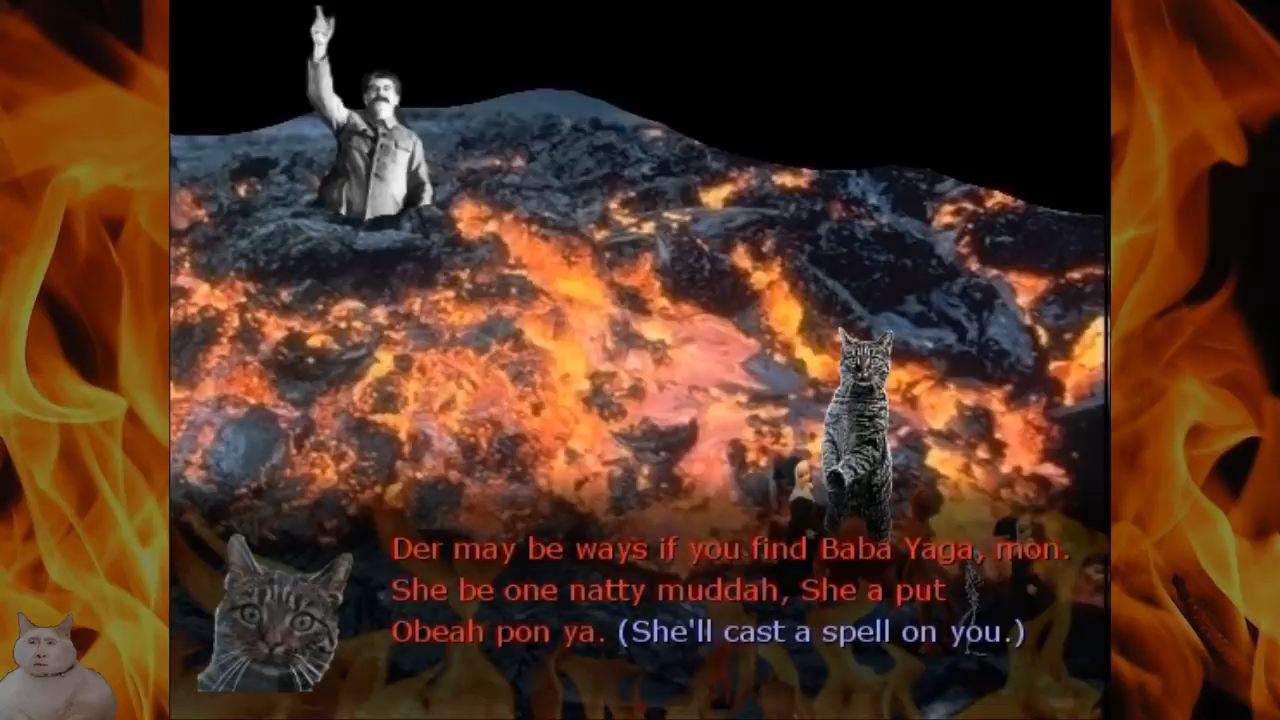 Der may be ways if you find Baba Yaga, mon.
She be one natty muddah, She a put
Obeah pon ya. (She'll cast a spell on you.)